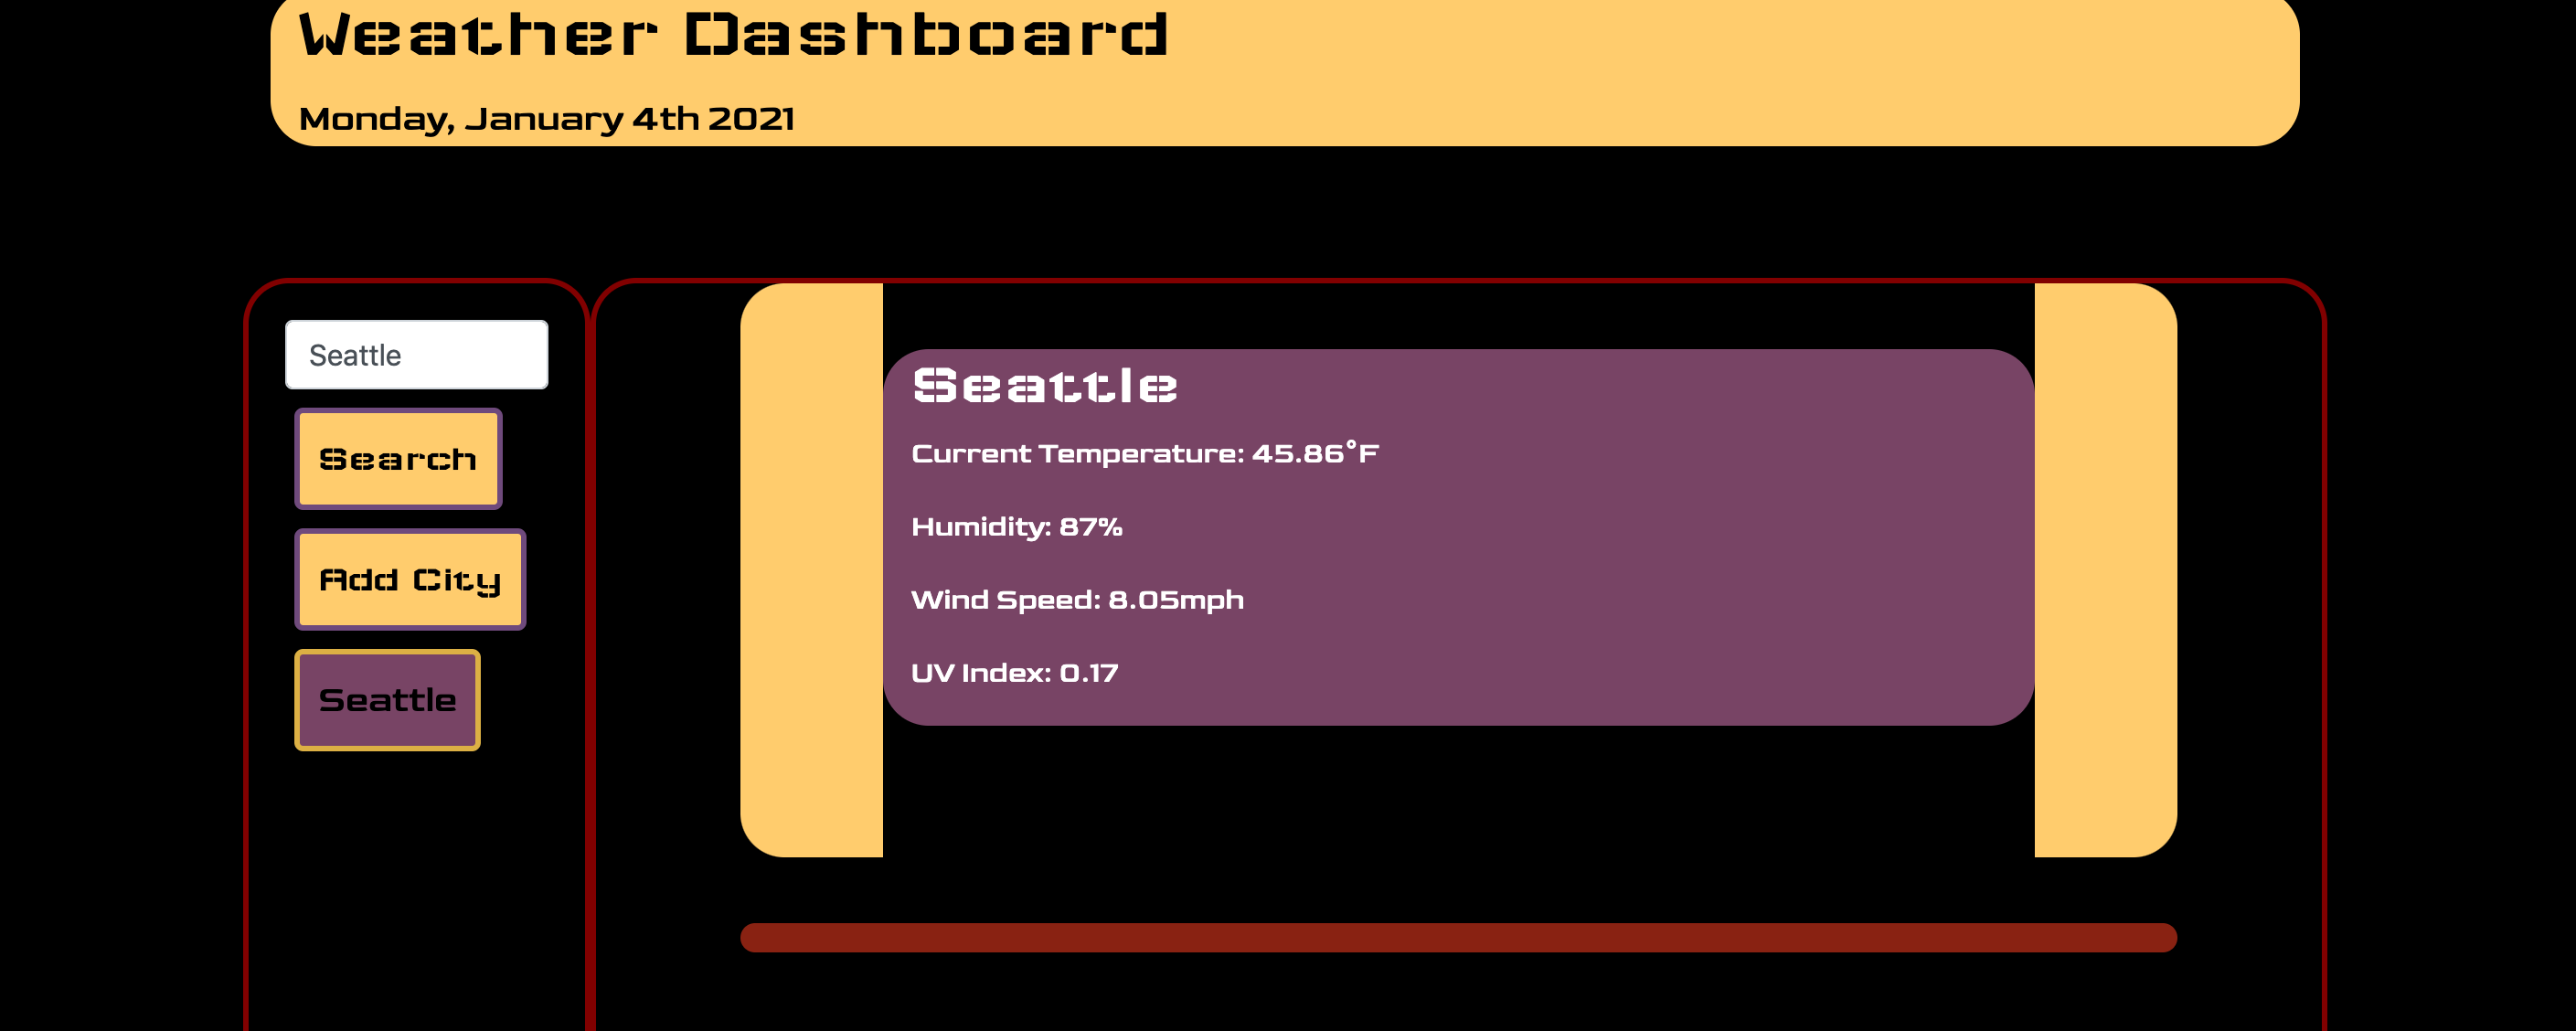 Weather Dashboard
Monday, January 4th 2021
Seattle
Search
Add City
Seattle
Seattle
Current Temperature: 45.86°F
Humidity: 87%
Wind Speed: 8.05mph
UV Index: 0.17